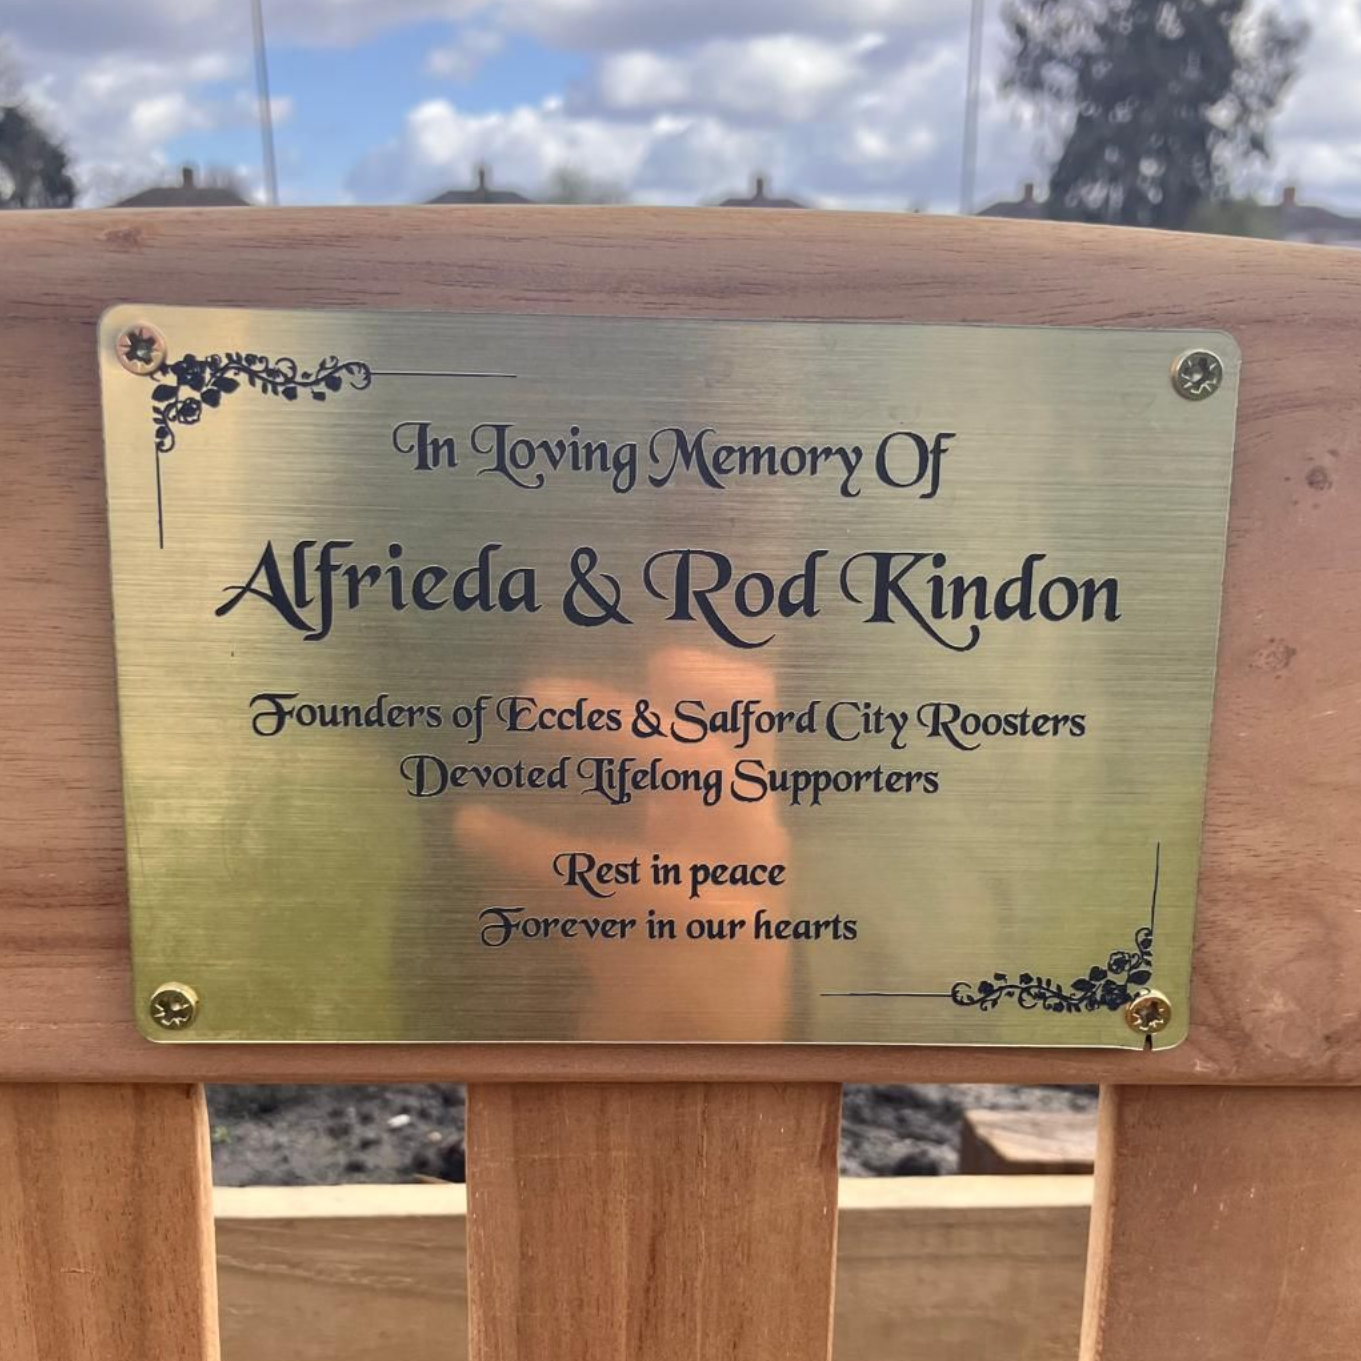 In Loving Memory Of
Alfrieda & Rod Kindon
Founders of Eccles & Salford City Roosters
Devoted Lifelong Supporters
Rest in peace
Forever in our hearts